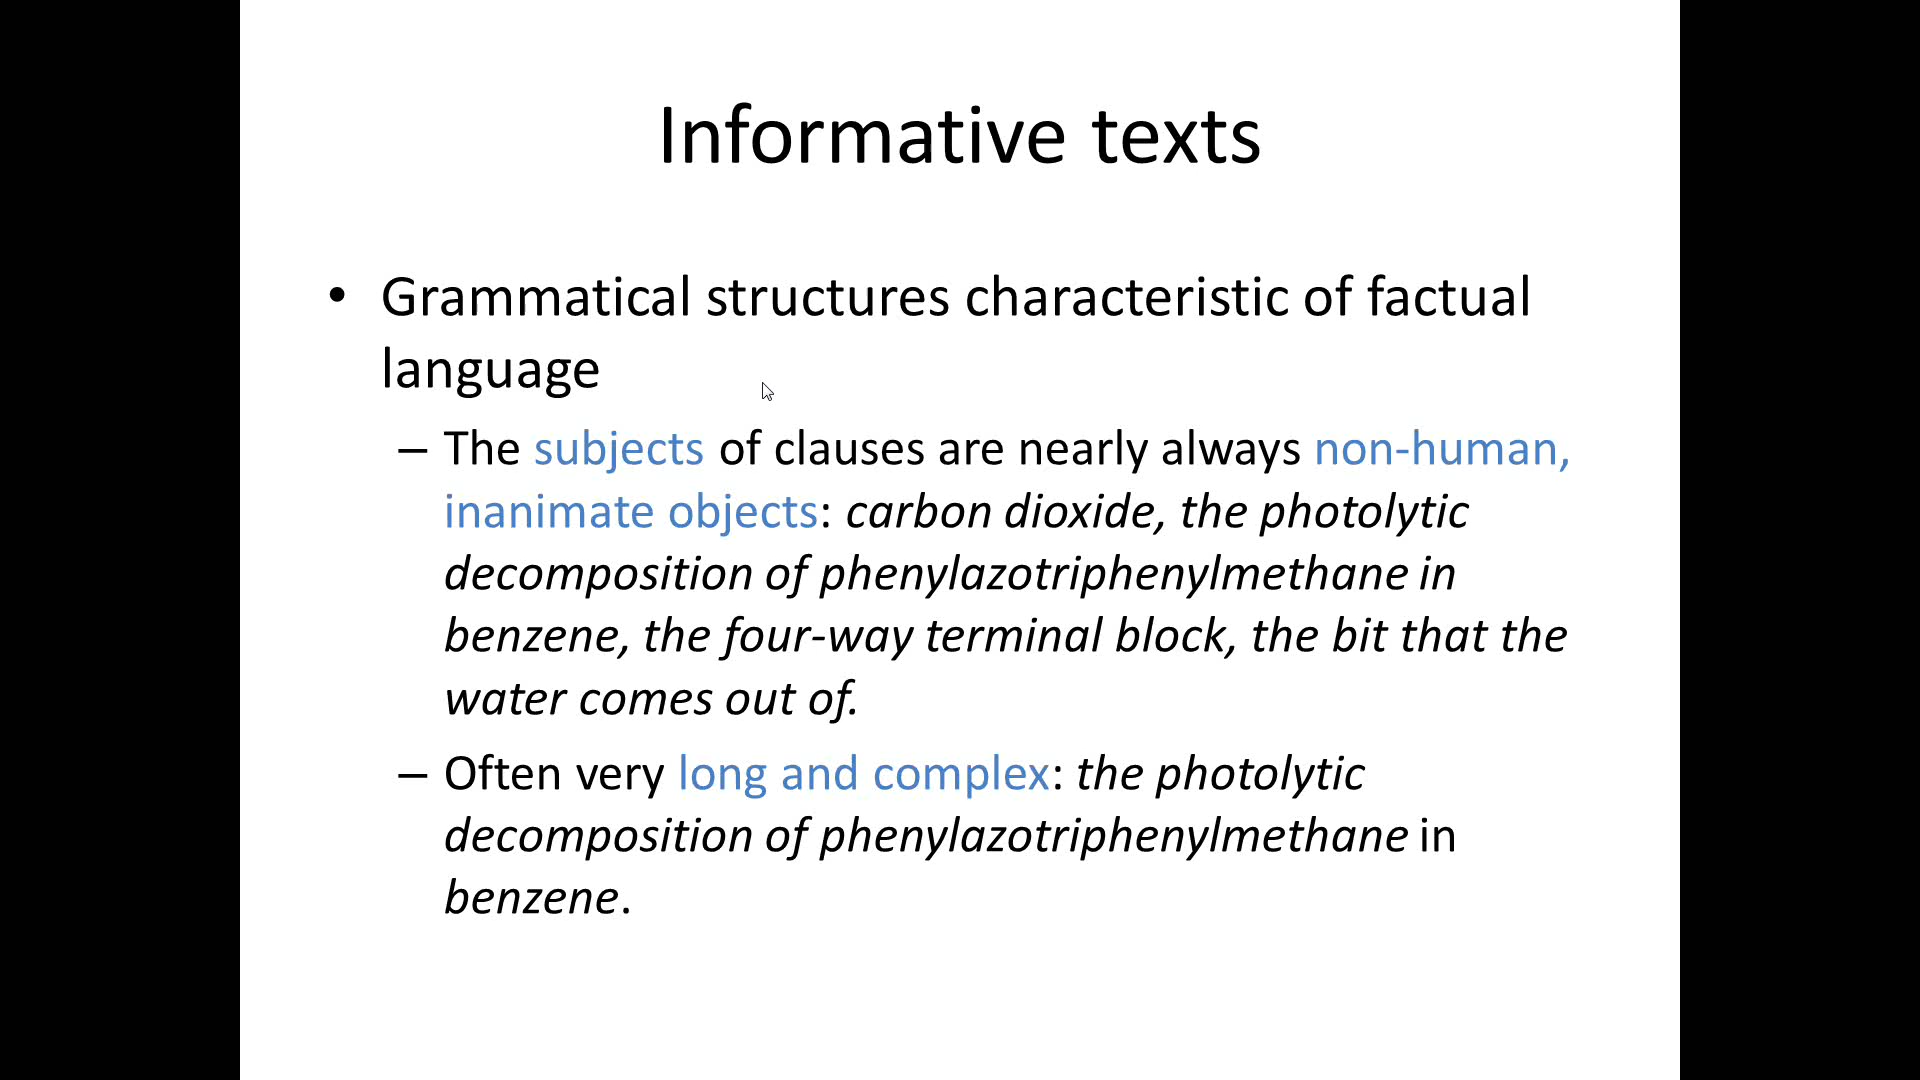 Informative texts
• Grammatical structures characteristic of factual
language
– The subjects of clauses are nearly always non-human,
inanimate objects: carbon dioxide, the photolytic
decomposition of phenylazotriphenylmethane in
benzene, the four-way terminal block, the bit that the
water comes out of.
– Often very long and complex: the photolytic
decomposition of phenylazotriphenylmethane in
benzene.